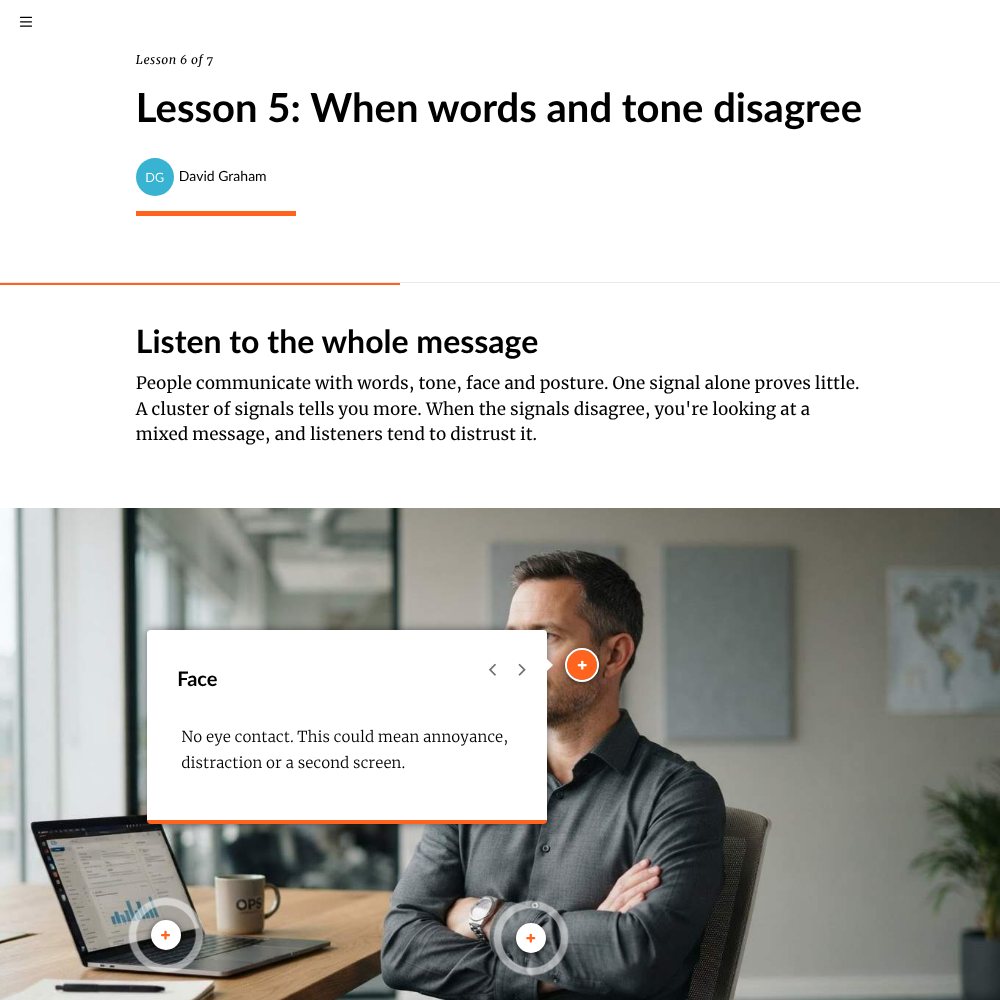 Lesson 6 of 7
Lesson 5: When words and tone disagree
DG David Graham
Listen to the whole message
People communicate with words, tone, face and posture. One signal alone proves little.
A cluster of signals tells you more. When the signals disagree, you're looking at a
mixed message, and listeners tend to distrust it.
Face
No eye contact. This could mean annoyance,
distraction or a second screen.
OPS